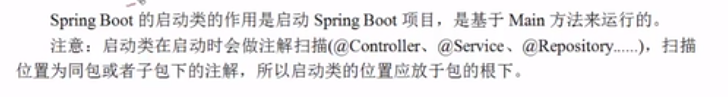 Spring Boot 的启动类的作用是启动 Spring Boot 项目，是基于 Main 方法来运行的。
注意：启动类在启动时会做注解扫描(@Controller、@Service、@Repository......)，扫描
位置为同包或者子包下的注解，所以启动类的位置应放于包的根下。